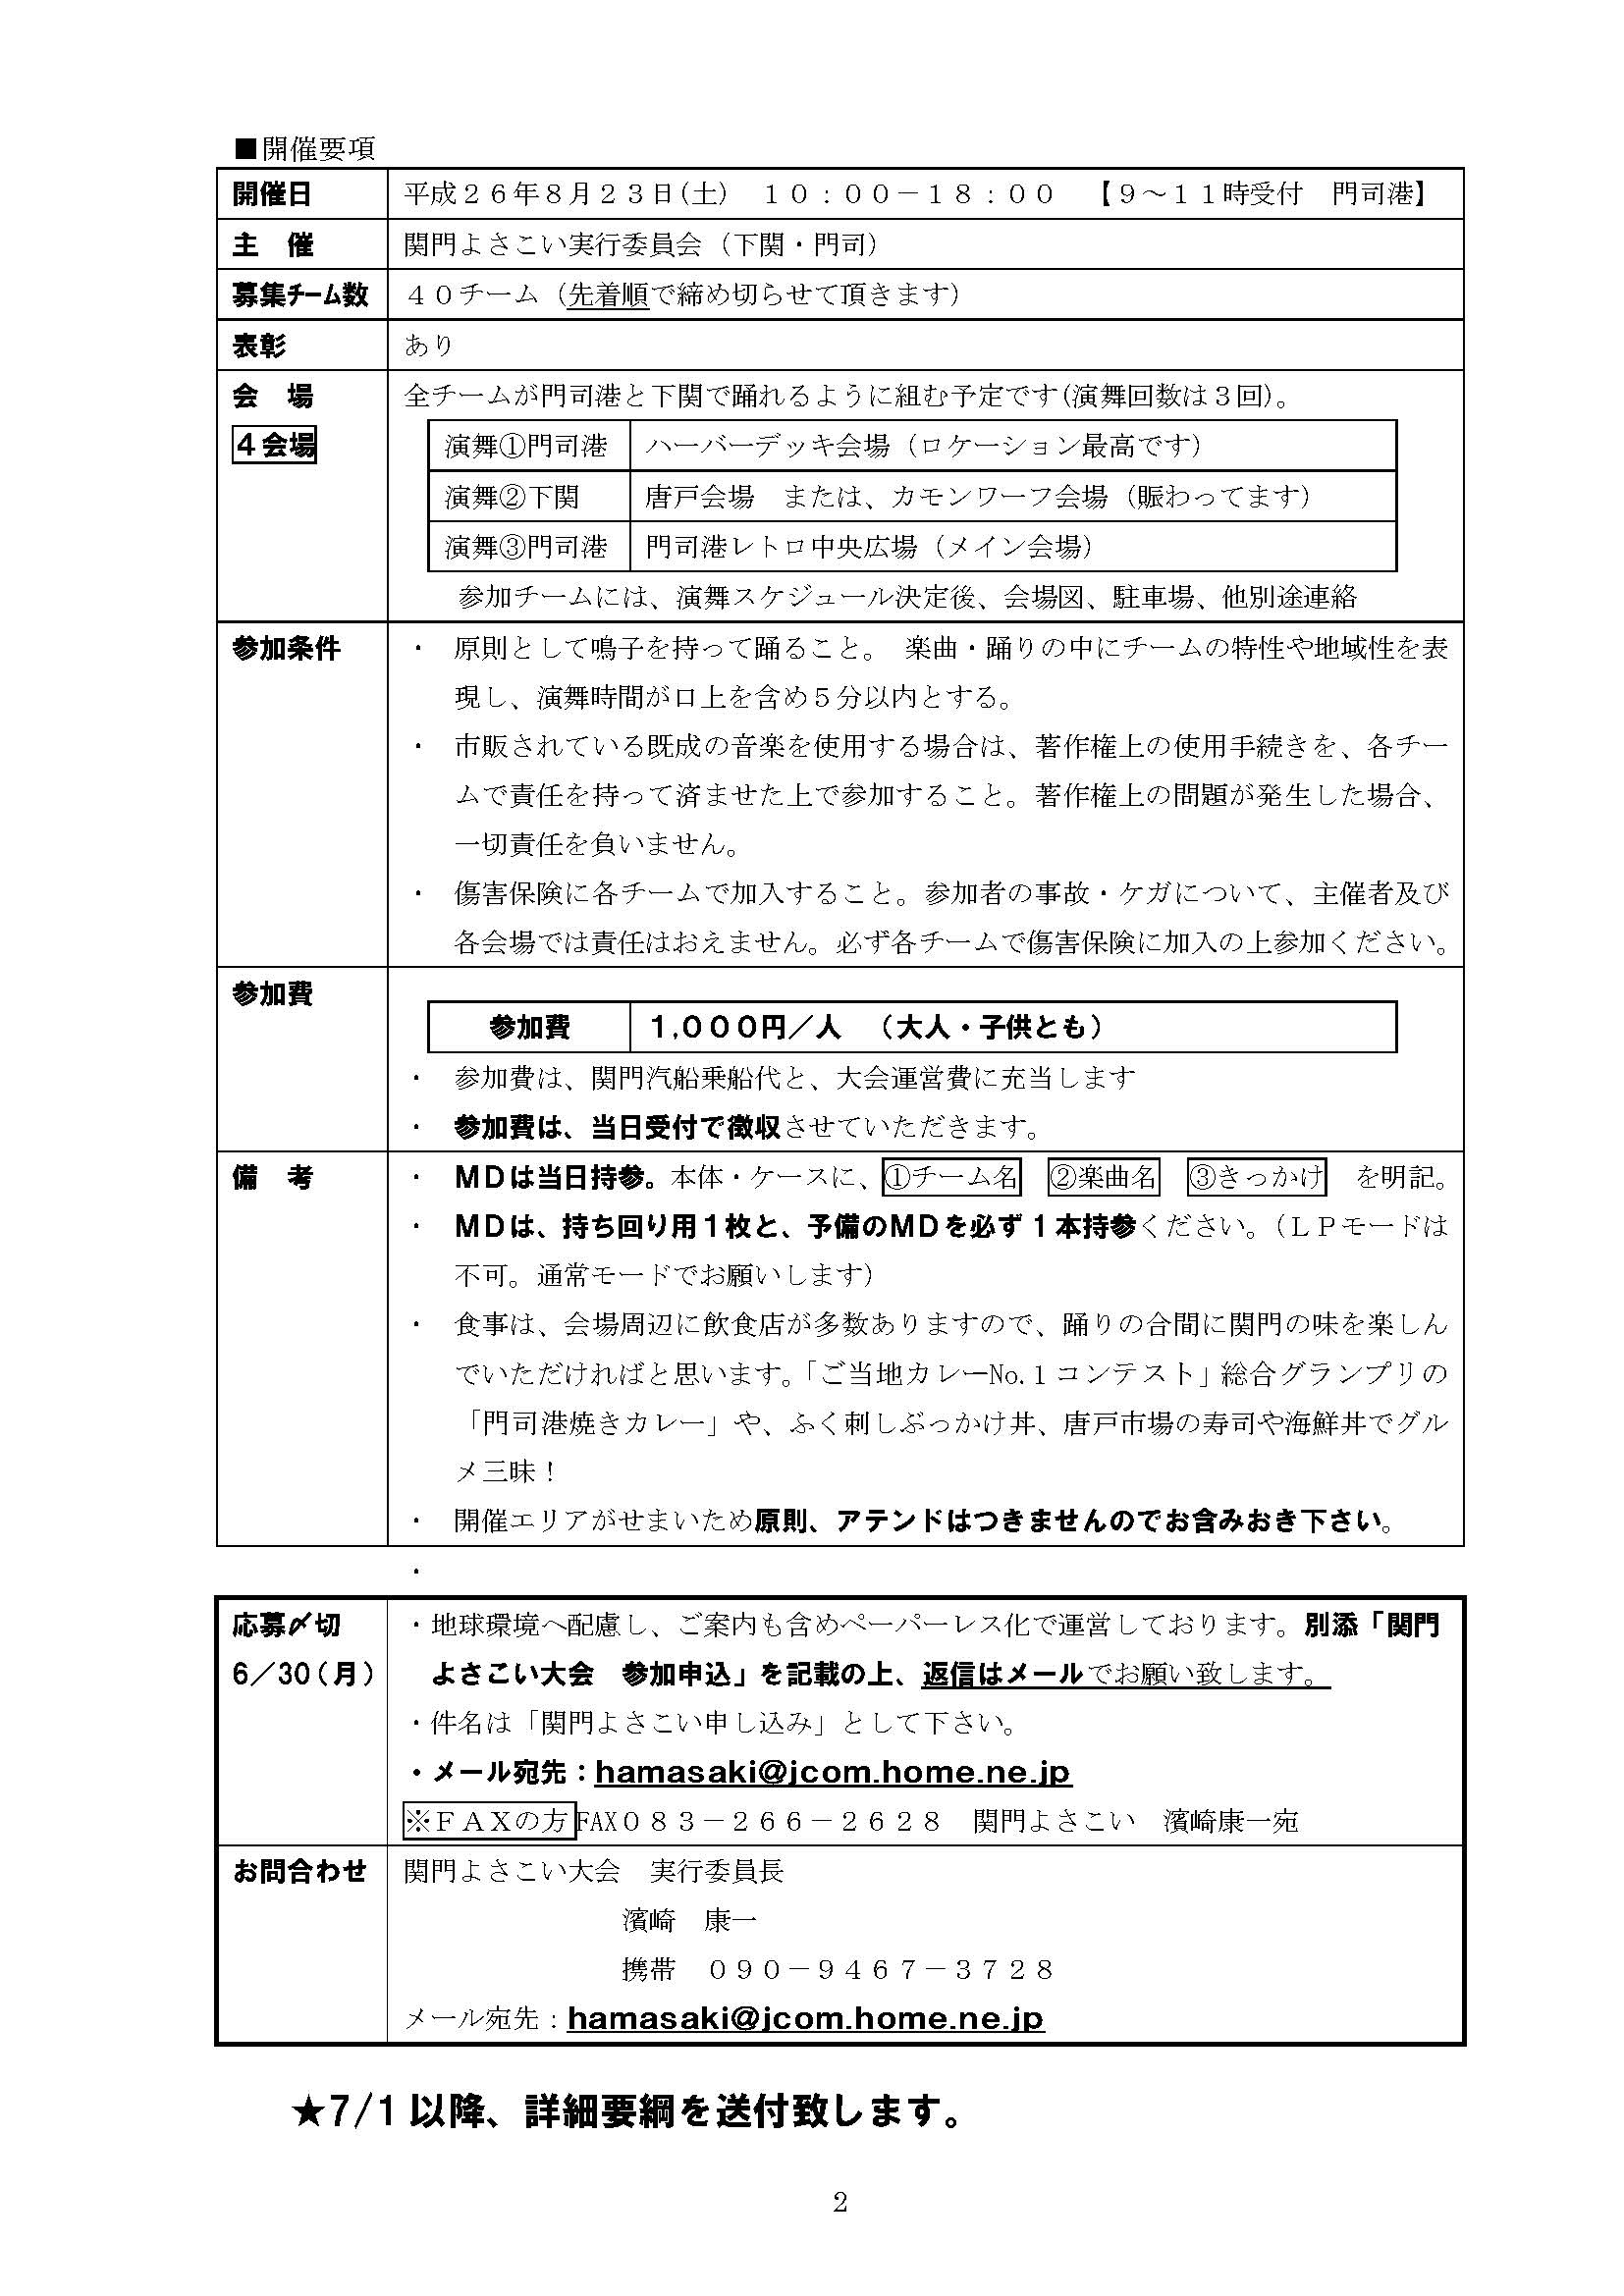 ■開催要項
開催日 平成２６年８月２３日(土)　１０：００－１８：００　【９～１１時受付　門司港】
主　催 関門よさこい実行委員会（下関・門司）
募集ﾁｰﾑ数 ４０チーム（先着順で締め切らせて頂きます）
表彰 あり
会　場 全チームが門司港と下関で踊れるように組む予定です(演舞回数は３回)。
４会場
演舞①門司港 ハーバーデッキ会場（ロケーション最高です）
演舞②下関 唐戸会場　または、カモンワーフ会場（賑わってます）
演舞③門司港 門司港レトロ中央広場（メイン会場）
参加チームには、演舞スケジュール決定後、会場図、駐車場、他別途連絡
参加条件 ・ 原則として鳴子を持って踊ること。 楽曲・踊りの中にチームの特性や地域性を表
現し、演舞時間が口上を含め５分以内とする。
・ 市販されている既成の音楽を使用する場合は、著作権上の使用手続きを、各チー
ムで責任を持って済ませた上で参加すること。著作権上の問題が発生した場合、
一切責任を負いません。
・ 傷害保険に各チームで加入すること。参加者の事故・ケガについて、主催者及び
各会場では責任はおえません。必ず各チームで傷害保険に加入の上参加ください。
参加費
参加費 １,０００円／人　（大人・子供とも）
・ 参加費は、関門汽船乗船代と、大会運営費に充当します
・ 参加費は、当日受付で徴収させていただきます。
備　考 ・ ＭＤは当日持参。本体・ケースに、①チーム名　②楽曲名　③きっかけ　を明記。
・ ＭＤは、持ち回り用１枚と、予備のＭＤを必ず１本持参ください。（ＬＰモードは
不可。通常モードでお願いします）
・ 食事は、会場周辺に飲食店が多数ありますので、踊りの合間に関門の味を楽しん
でいただければと思います。「ご当地カレーNo.１コンテスト」総合グランプリの
「門司港焼きカレー」や、ふく刺しぶっかけ丼、唐戸市場の寿司や海鮮丼でグル
メ三昧！
・ 開催エリアがせまいため原則、アテンドはつきませんのでお含みおき下さい。
・
応募〆切 ・地球環境へ配慮し、ご案内も含めペーパーレス化で運営しております。別添「関門
6／30（月） よさこい大会　参加申込」を記載の上、返信はメールでお願い致します。
・件名は「関門よさこい申し込み」として下さい。
・メール宛先：hamasaki@jcom.home.ne.jp
※ＦＡＸの方 FAX０８３－２６６－２６２８　関門よさこい　濱崎康一宛
お問合わせ 関門よさこい大会　実行委員長
濱崎　康一
携帯　０９０－９４６７－３７２８
メール宛先：hamasaki@jcom.home.ne.jp
★7/1 以降、詳細要綱を送付致します。
2